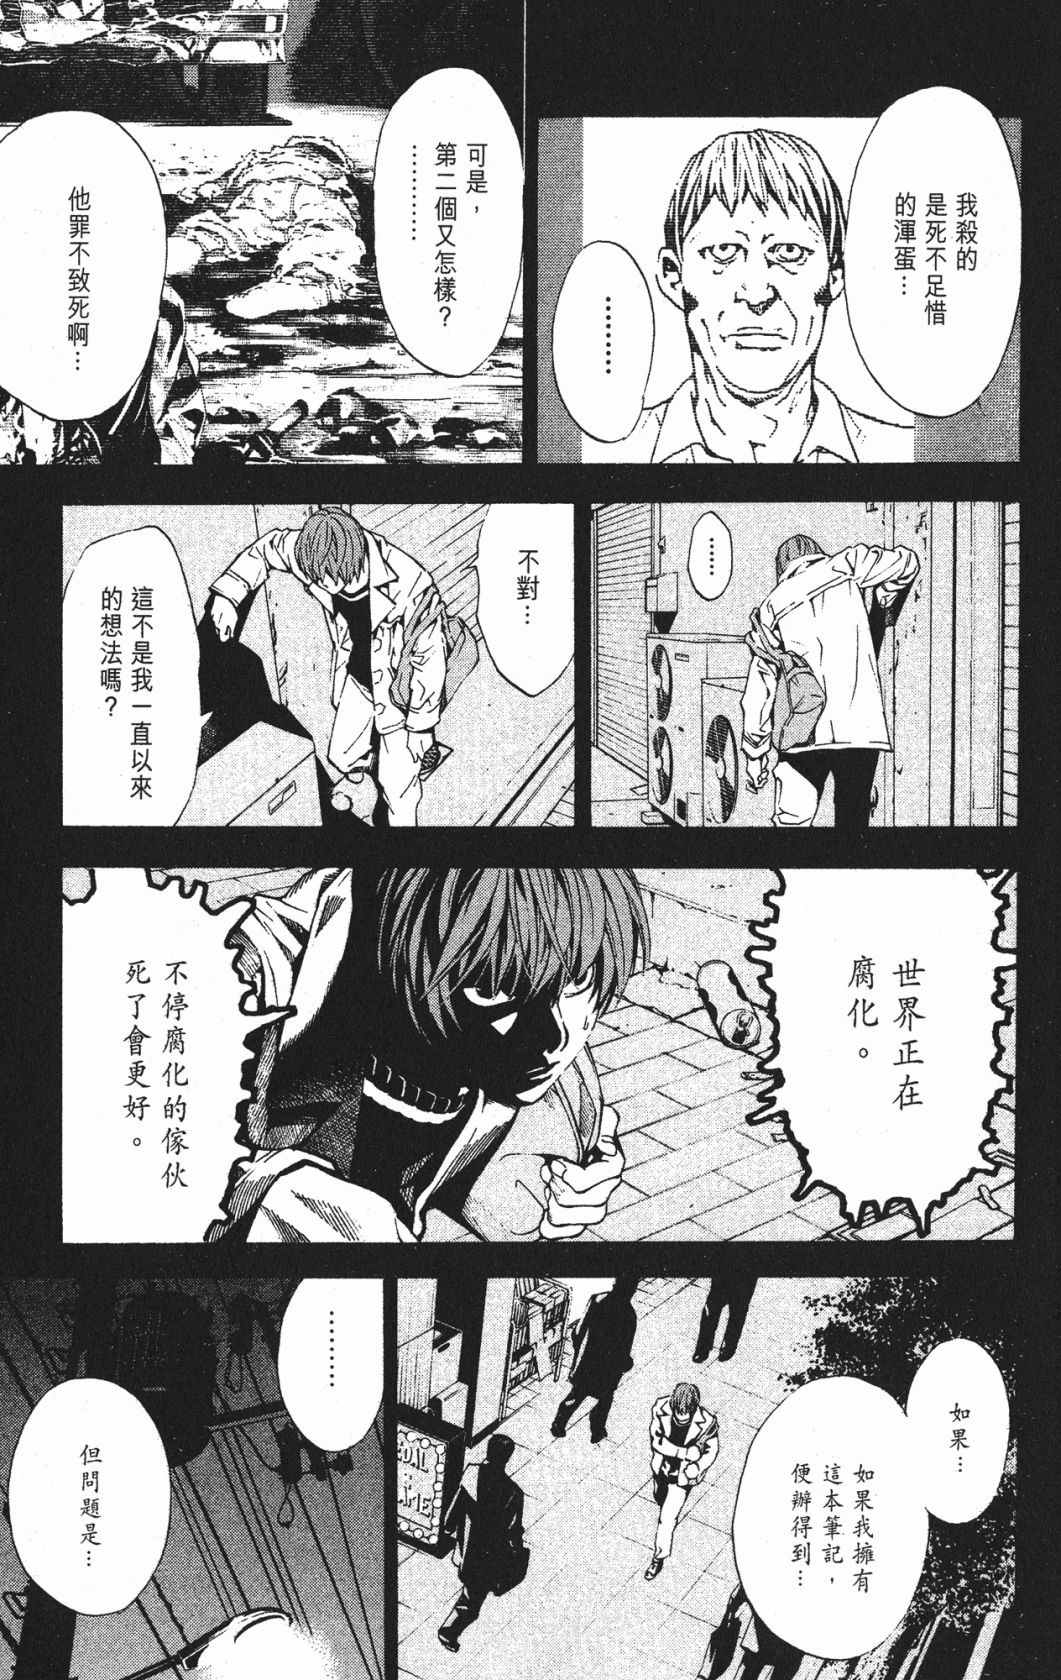 我殺的
是死不足惜
的渾蛋…
………
可是，
第二個又怎樣？
…………
他罪不致死啊…
……
不對…
這不是我一直以來
的想法嗎？
世界正在
腐化。
不停腐化的傢伙
死了會更好。
如果…
如果我擁有
這本筆記，
便辦得到…
………
但問題是…